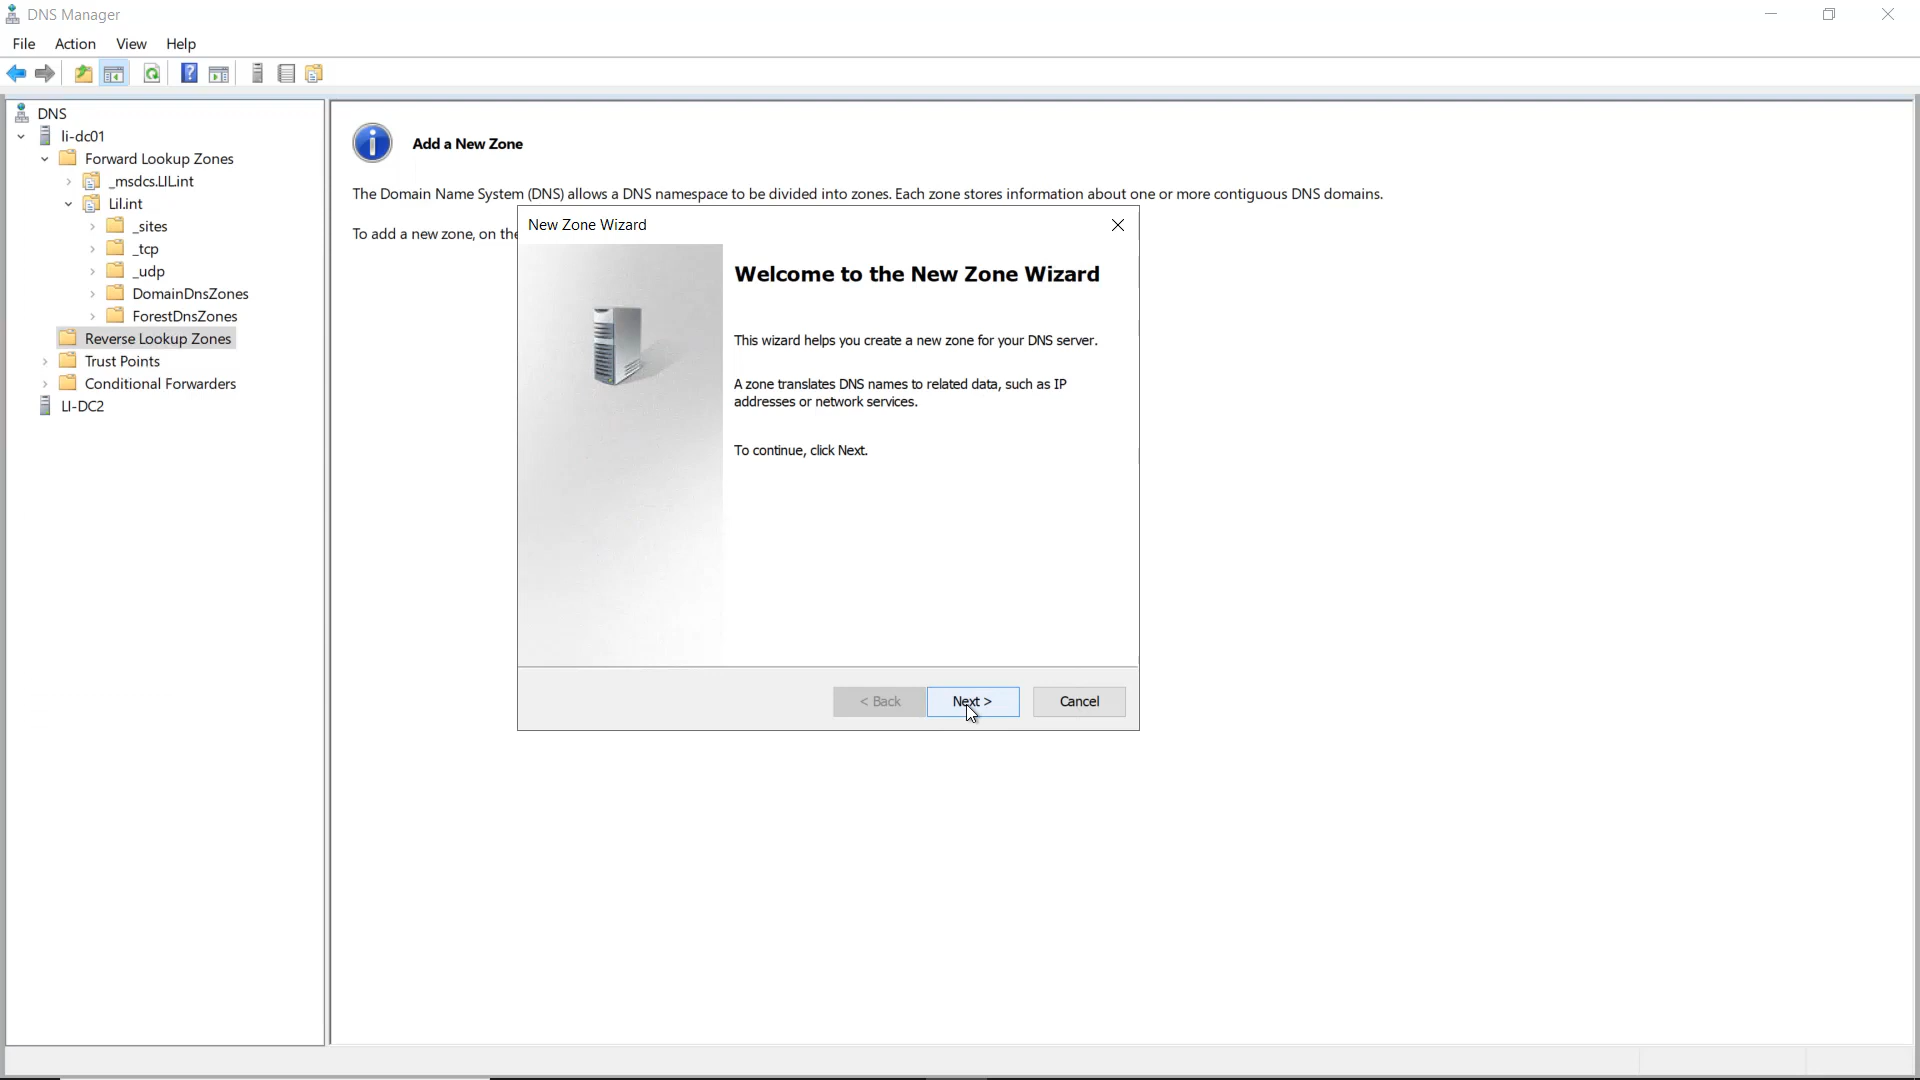 DNS Manager
File Action View Help
DNS
li-dc01
Forward Lookup Zones
_msdcs.LIL.int
Lil.int
_sites
_tcp
_udp
DomainDnsZones
ForestDnsZones
Reverse Lookup Zones
Trust Points
Conditional Forwarders
LI-DC2
Add a New Zone
The Domain Name System (DNS) allows a DNS namespace to be divided into zones. Each zone stores information about one or more contiguous DNS domains.
To add a new zone, on the
New Zone Wizard
Welcome to the New Zone Wizard
This wizard helps you create a new zone for your DNS server.
A zone translates DNS names to related data, such as IP
addresses or network services.
To continue, click Next.
< Back Next > Cancel